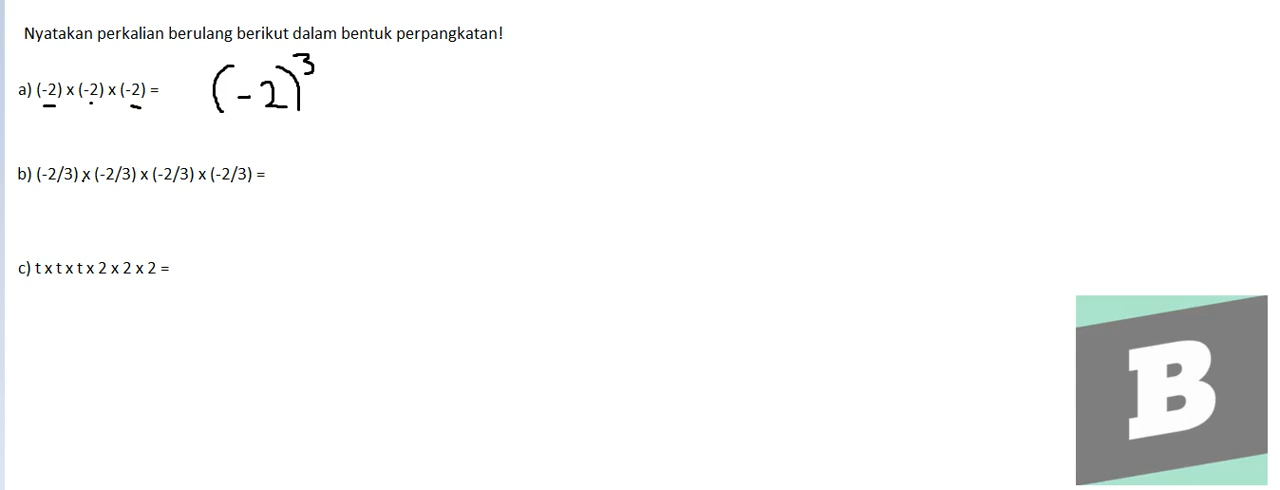 Nyatakan perkalian berulang berikut dalam bentuk perpangkatan!
a) (-2) x (-2) x (-2) = (-2)³
b) (-2/3) x (-2/3) x (-2/3) x (-2/3) =
c) t x t x t x 2 x 2 x 2 =
B